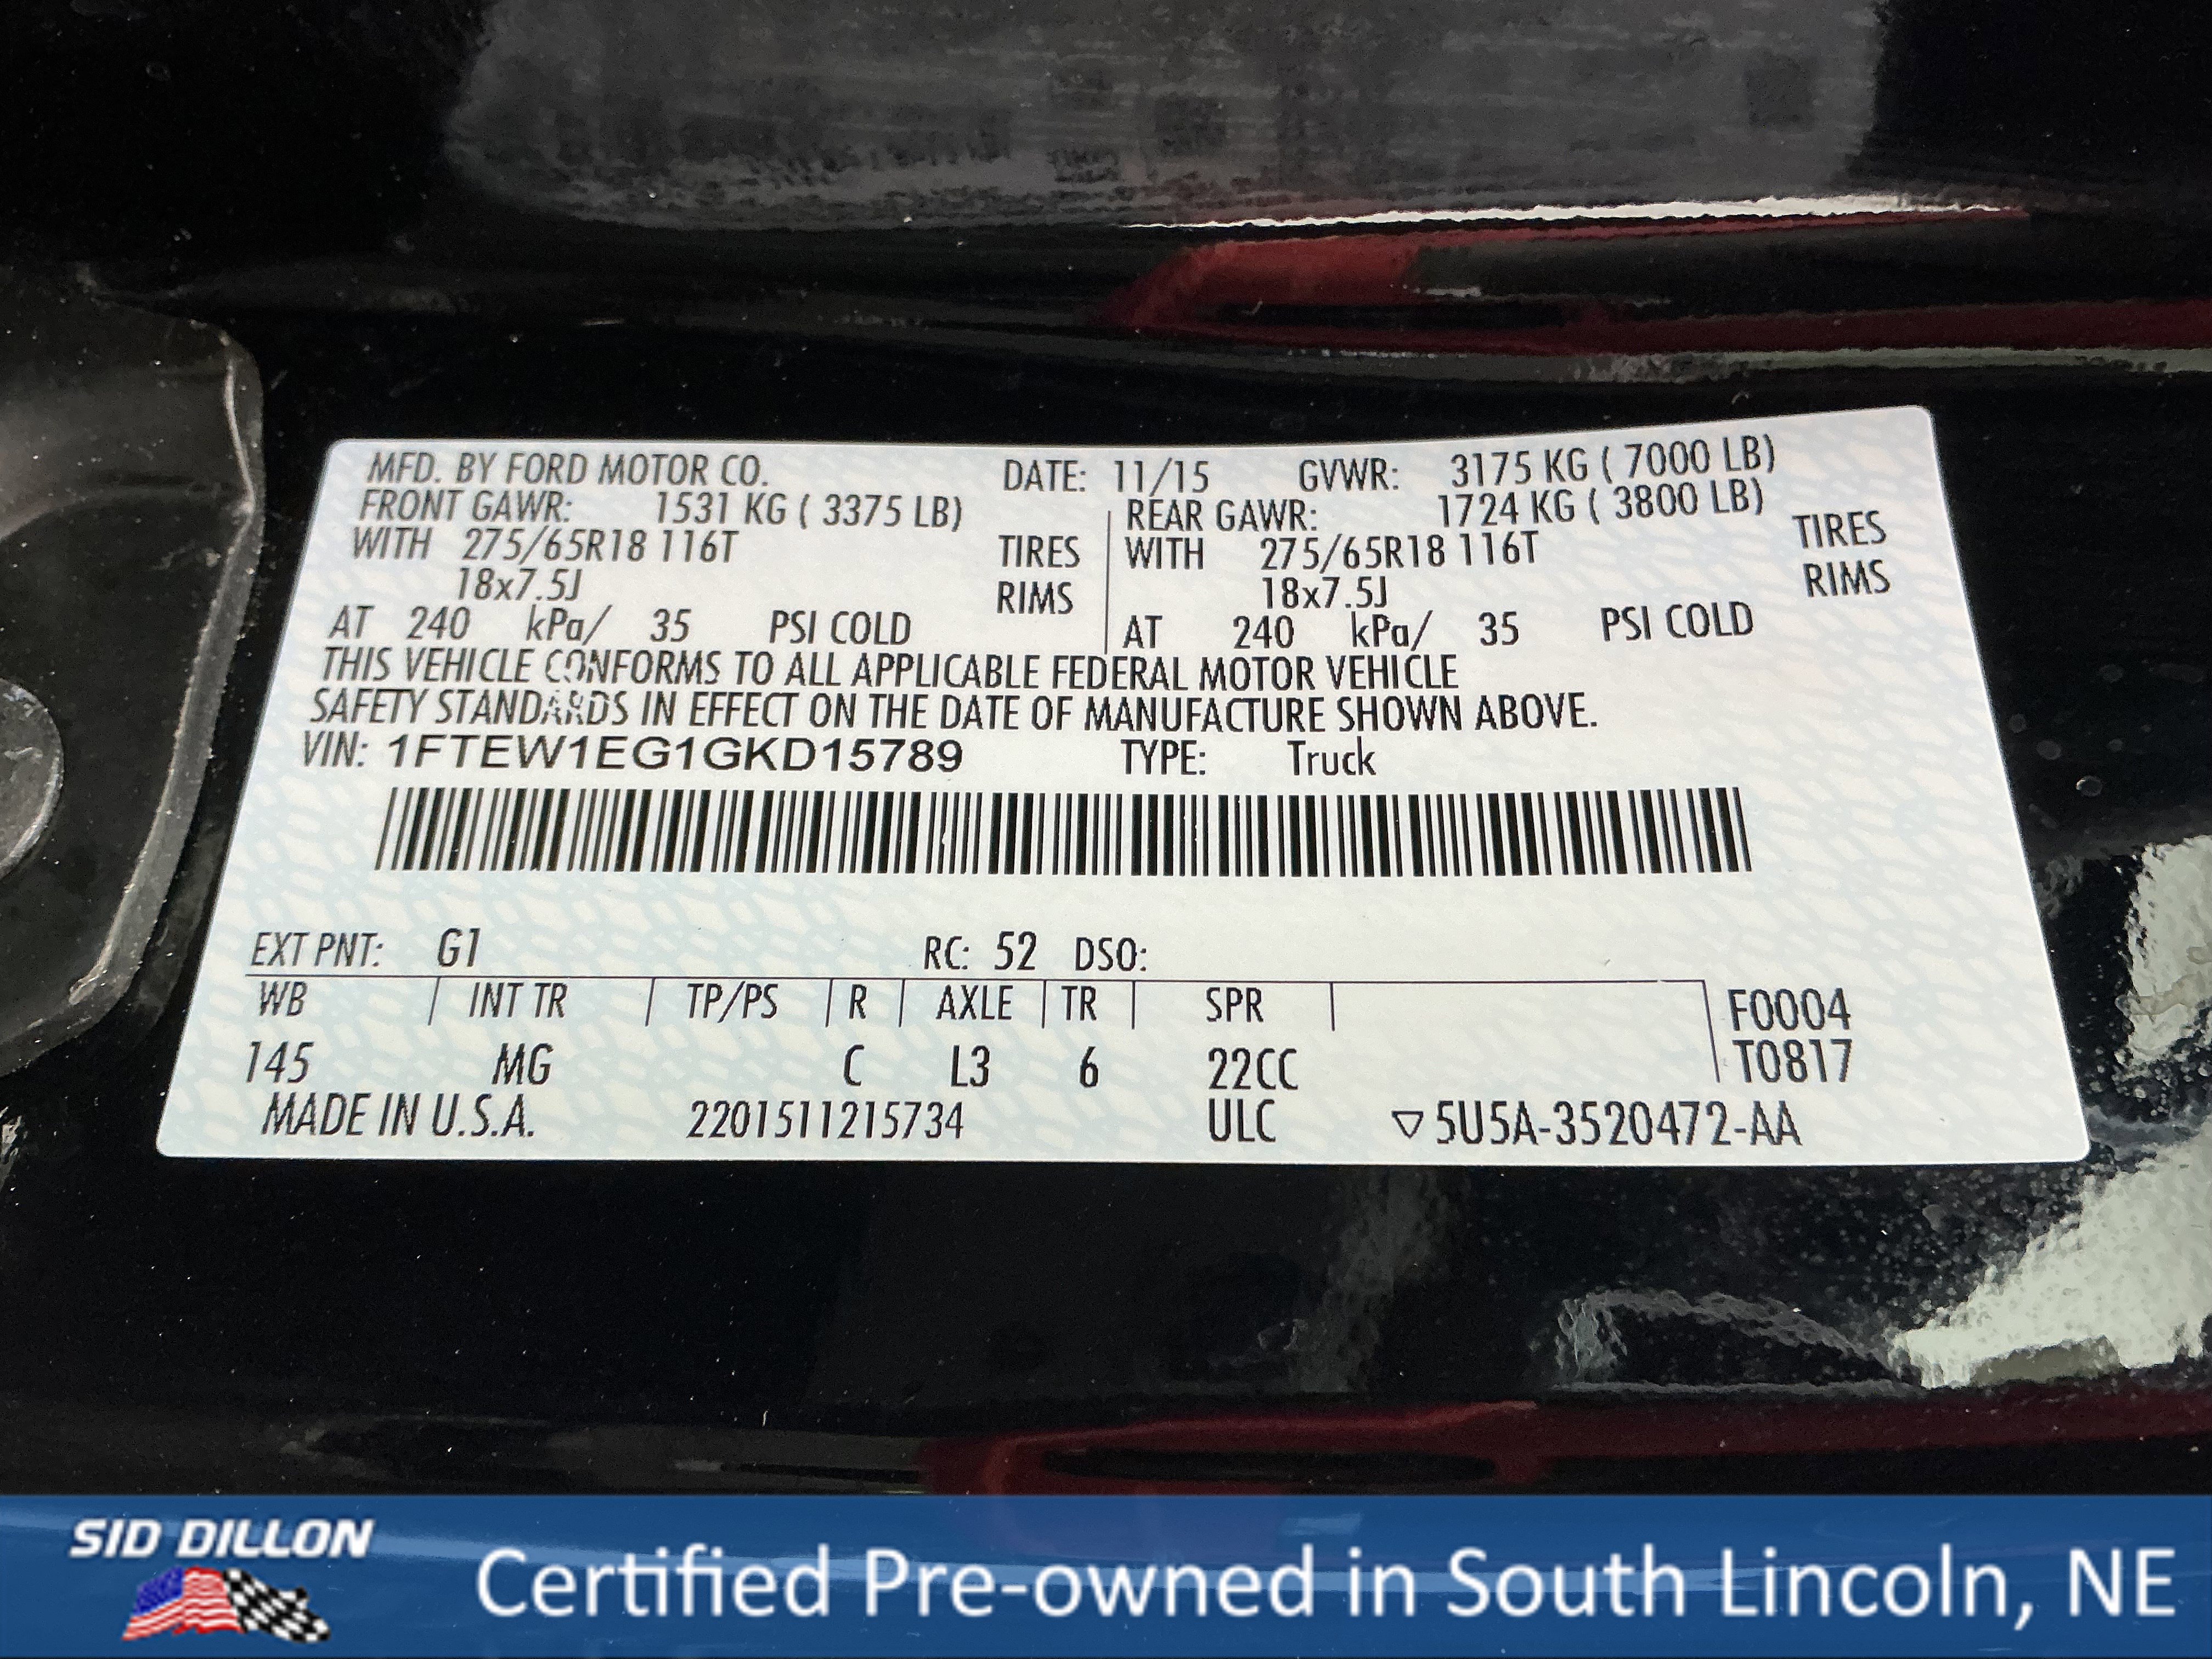 MFD. BY FORD MOTOR CO. DATE: 11/15 GVWR: 3175 KG ( 7000 LB)
FRONT GAWR: 1531 KG ( 3375 LB) REAR GAWR: 1724 KG ( 3800 LB)
WITH 275/65R18 116T TIRES WITH 275/65R18 116T TIRES
18x7.5J RIMS 18x7.5J RIMS
AT 240 kPa/ 35 PSI COLD AT 240 kPa/ 35 PSI COLD
THIS VEHICLE CONFORMS TO ALL APPLICABLE FEDERAL MOTOR VEHICLE
SAFETY STANDARDS IN EFFECT ON THE DATE OF MANUFACTURE SHOWN ABOVE.
VIN: 1FTEW1EG1GKD15789 TYPE: Truck
EXT PNT: G1 RC: 52 DSO:
WB INT TR TP/PS R AXLE TR SPR F0004
145 MG C L3 6 22CC T0817
MADE IN U.S.A. 2201511215734 ULC ▽5U5A-3520472-AA
SID DILLON
Certified Pre-owned in South Lincoln, NE